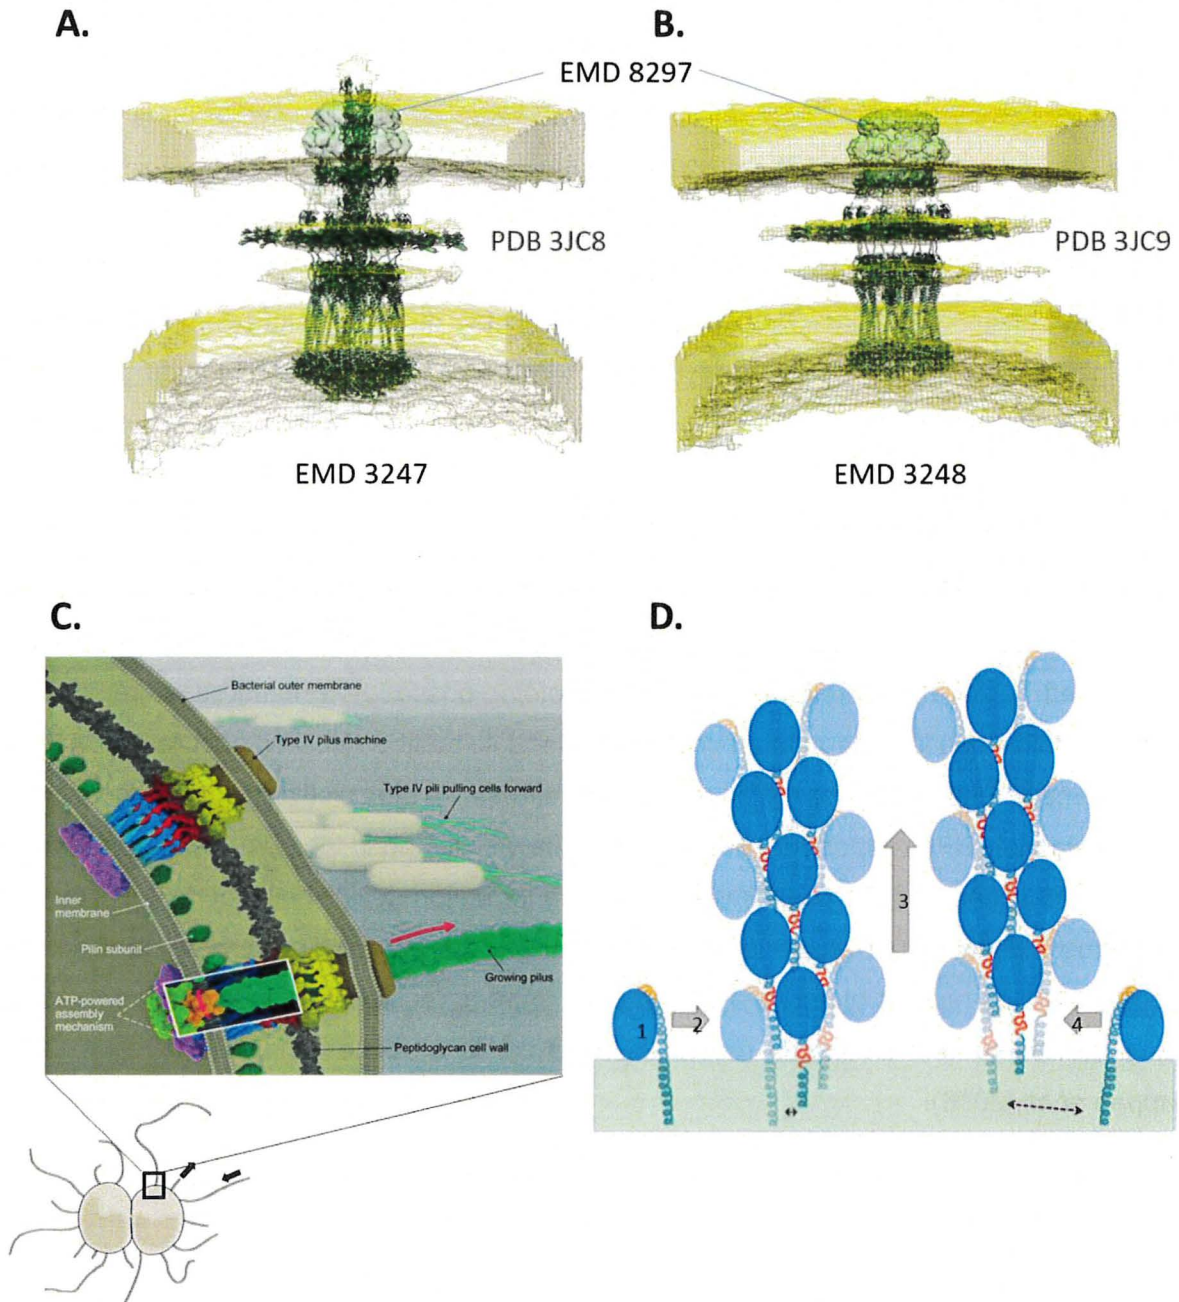 A.
B.
EMD 8297
PDB 3JC8
PDB 3JC9
EMD 3247
EMD 3248
C.
D.
Bacterial outer membrane
Type IV pilus machine
Type IV pili pulling cells forward
Inner
membrane
Pilin subunit
ATP-powered
assembly
mechanism
Growing pilus
Peptidoglycan cell wall
3
1
2
4